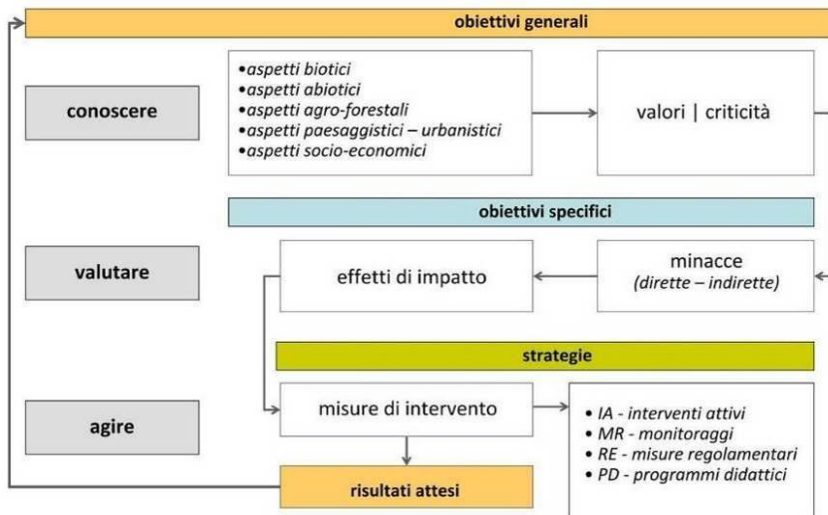 obiettivi generali
conoscere
•aspetti biotici
•aspetti abiotici
•aspetti agro-forestali
•aspetti paesaggistici – urbanistici
•aspetti socio-economici
valori | criticità
obiettivi specifici
valutare
effetti di impatto
minacce
(dirette – indirette)
strategie
agire
misure di intervento
• IA - interventi attivi
• MR - monitoraggi
• RE - misure regolamentari
• PD - programmi didattici
risultati attesi